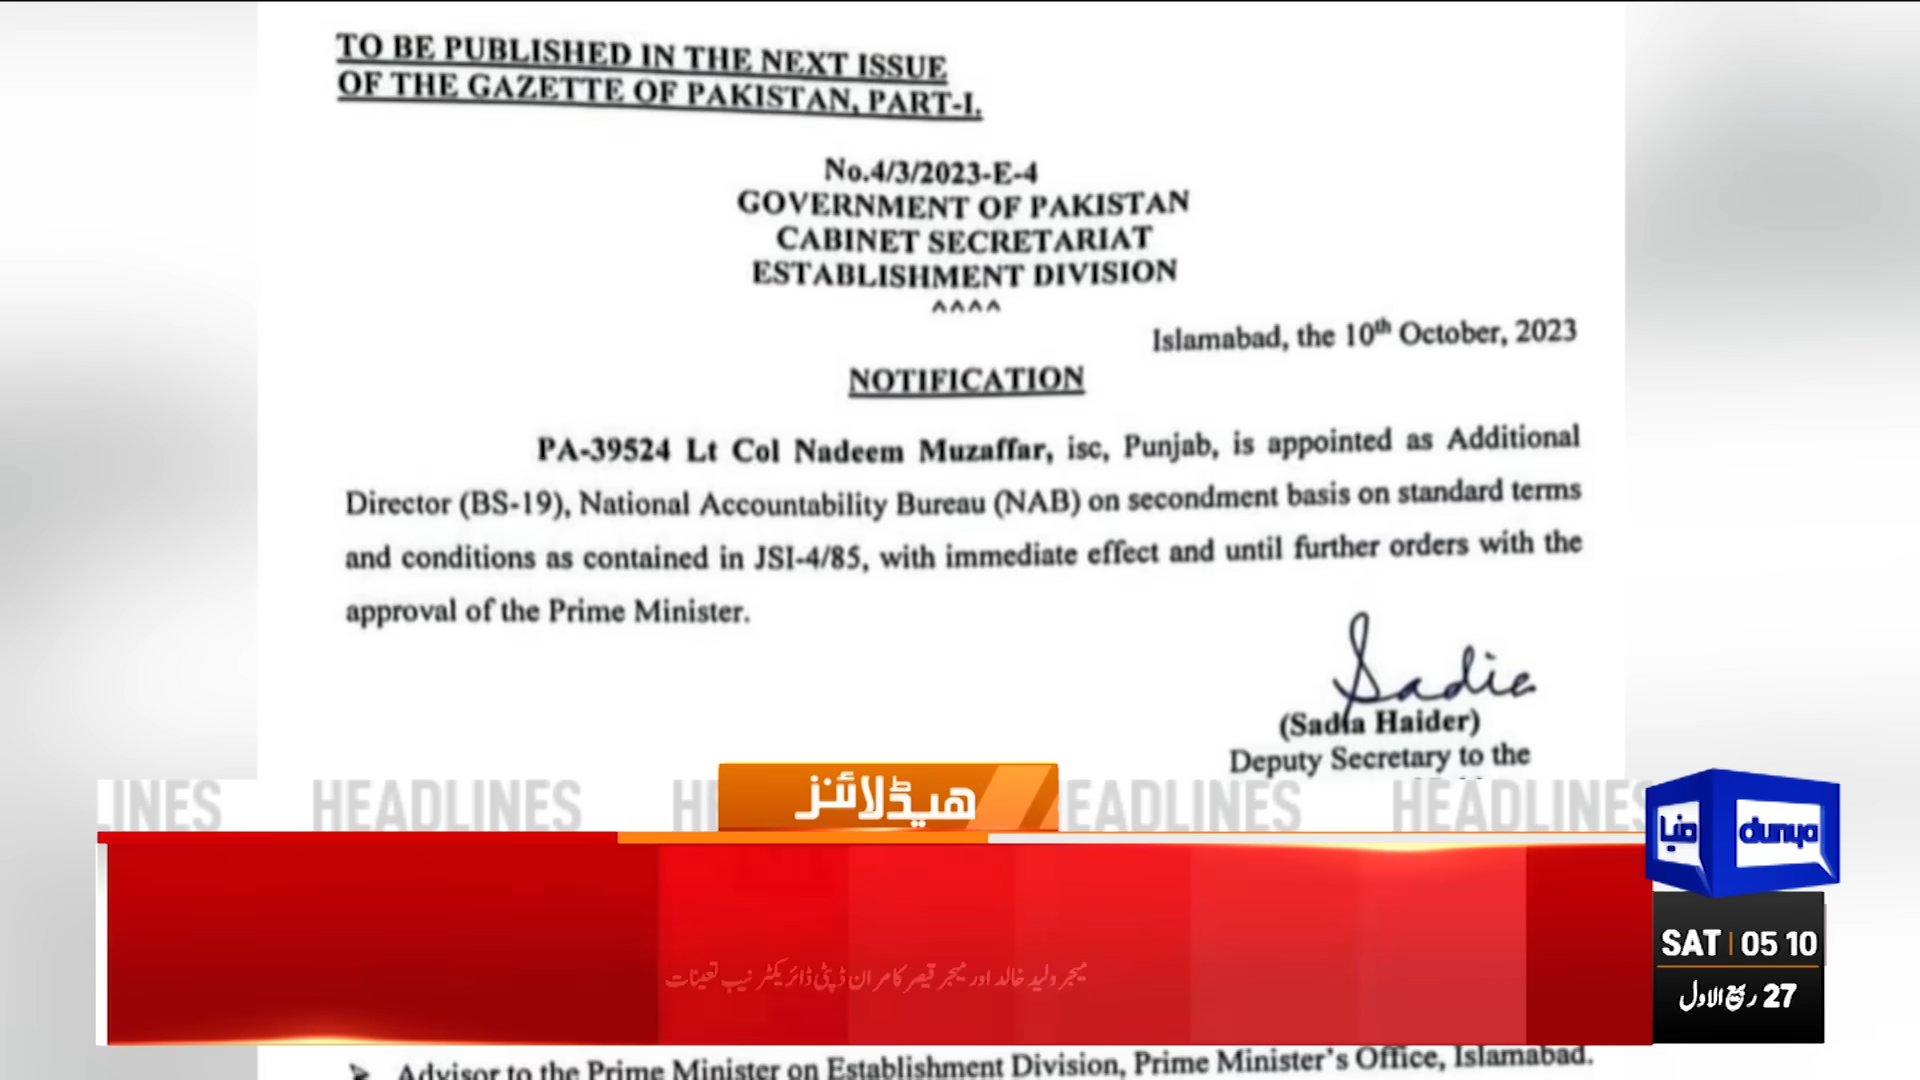 TO BE PUBLISHED IN THE NEXT ISSUE
OF THE GAZETTE OF PAKISTAN, PART-I.
No.4/3/2023-E-4
GOVERNMENT OF PAKISTAN
CABINET SECRETARIAT
ESTABLISHMENT DIVISION
^^^^
Islamabad, the 10th October, 2023
NOTIFICATION
PA-39524 Lt Col Nadeem Muzaffar, isc, Punjab, is appointed as Additional
Director (BS-19), National Accountability Bureau (NAB) on secondment basis on standard terms
and conditions as contained in JSI-4/85, with immediate effect and until further orders with the
approval of the Prime Minister.
Sadia
(Sadia Haider)
Deputy Secretary to the
LINES HEADLINES HE EADLINES HEADLINES
ہیڈلائنز
دنیا dunya
میجر ولید خالد اور میجر قیصر کامران ڈپٹی ڈائریکٹر نیب تعینات
SAT 05 10
27 ربیع الاول
Advisor to the Prime Minister on Establishment Division, Prime Minister's Office, Islamabad.